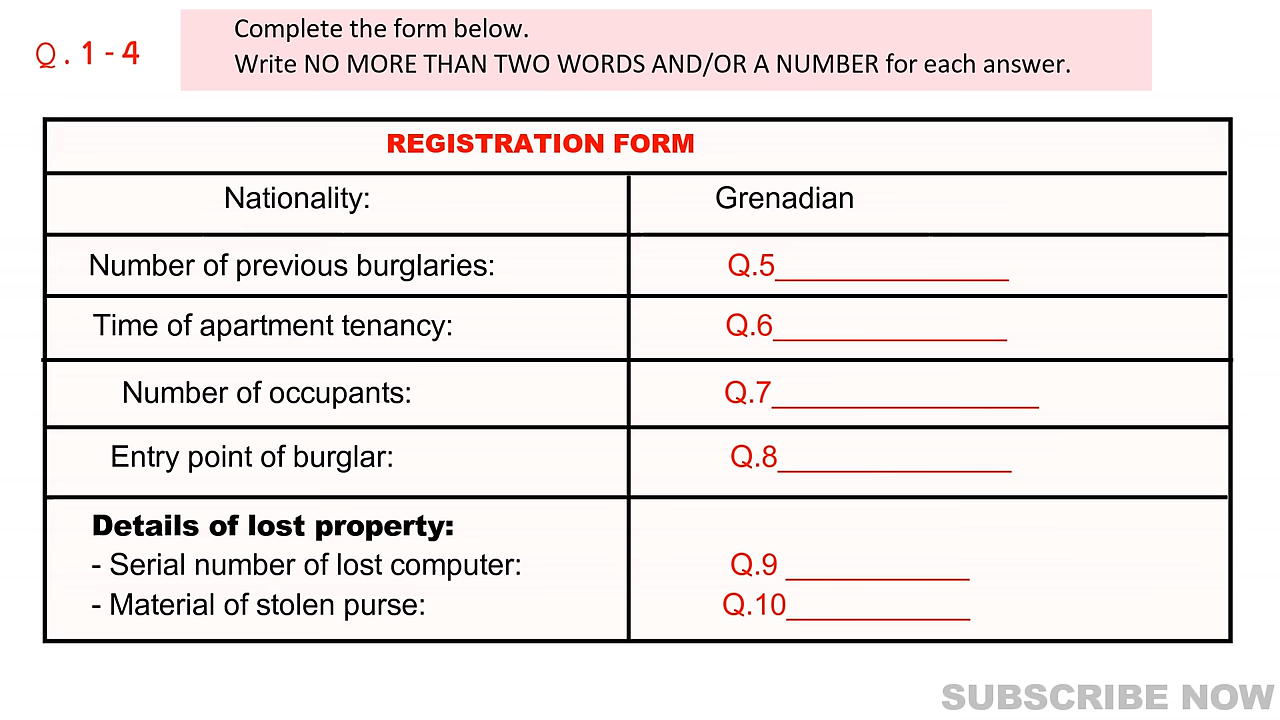 Q. 1 - 4
Complete the form below.
Write NO MORE THAN TWO WORDS AND/OR A NUMBER for each answer.
REGISTRATION FORM
Nationality: Grenadian
Number of previous burglaries: Q.5_______________
Time of apartment tenancy: Q.6_______________
Number of occupants: Q.7_________________
Entry point of burglar: Q.8_______________
Details of lost property:
- Serial number of lost computer: Q.9 ____________
- Material of stolen purse: Q.10____________
SUBSCRIBE NOW